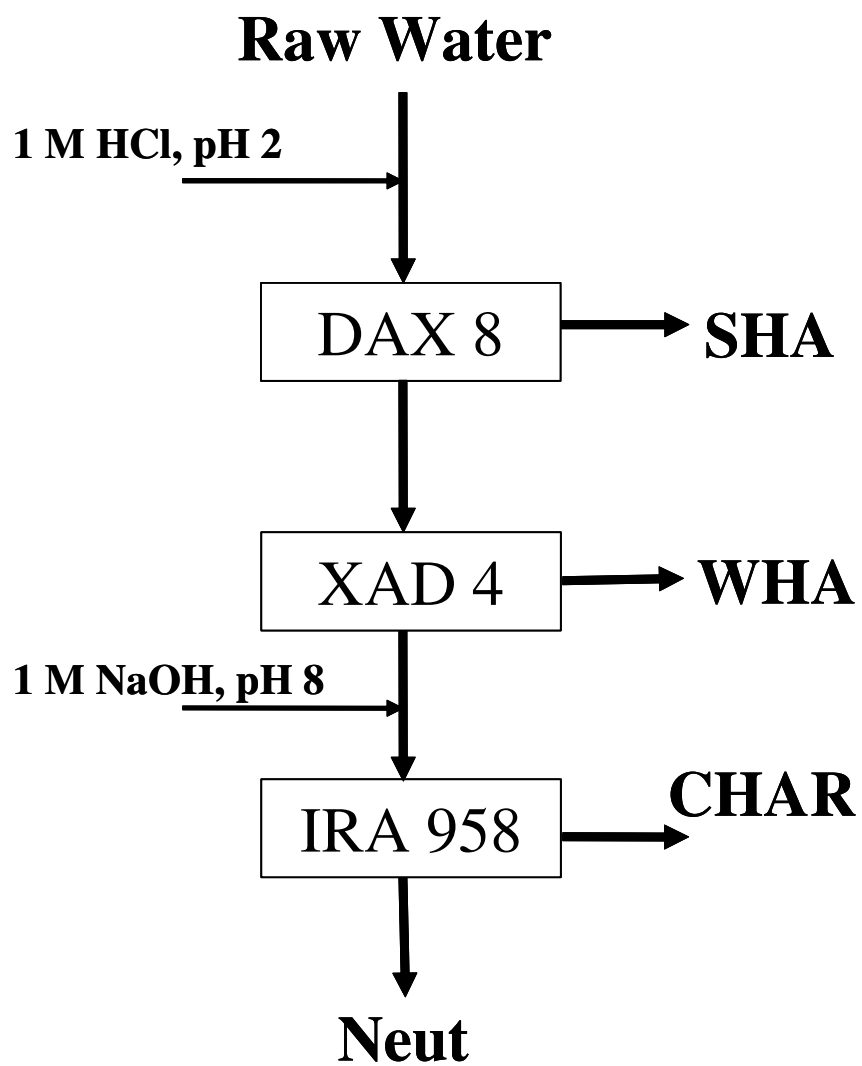 Raw Water
1 M HCl, pH 2
DAX 8
SHA
XAD 4
WHA
1 M NaOH, pH 8
CHAR
IRA 958
Neut